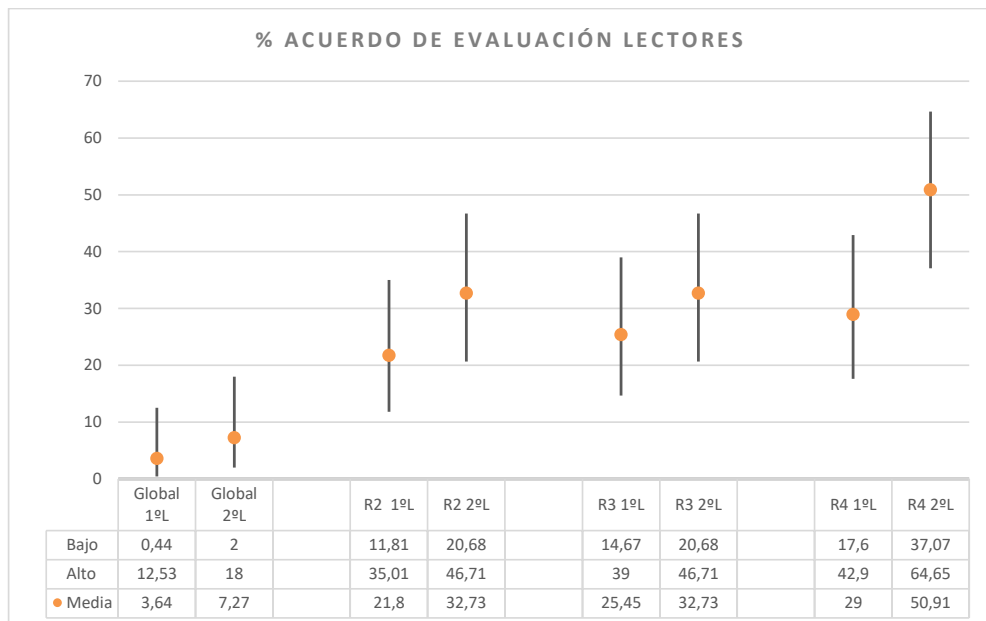 % ACUERDO DE EVALUACIÓN LECTORES
70
60
50
40
30
20
10
0
Global 1ºL Global 2ºL R2 1ºL R2 2ºL R3 1ºL R3 2ºL R4 1ºL R4 2ºL
Bajo 0,44 2 11,81 20,68 14,67 20,68 17,6 37,07
Alto 12,53 18 35,01 46,71 39 46,71 42,9 64,65
Media 3,64 7,27 21,8 32,73 25,45 32,73 29 50,91